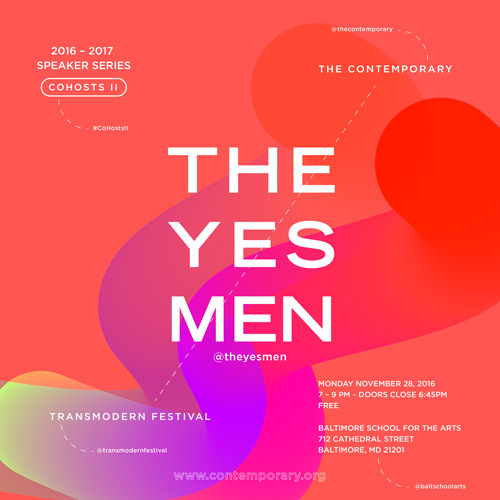 @thecontemporary
2016 – 2017
SPEAKER SERIES
COHOSTS II
#CoHostsII
THE CONTEMPORARY
THE
YES
MEN
@theyesmen
MONDAY NOVEMBER 28, 2016
7 – 9 PM – DOORS CLOSE 6:45PM
FREE
BALTIMORE SCHOOL FOR THE ARTS
712 CATHEDRAL STREET
BALTIMORE, MD 21201
@baltschoolarts
TRANSMODERN FESTIVAL
@transmodernfestival
www.contemporary.org